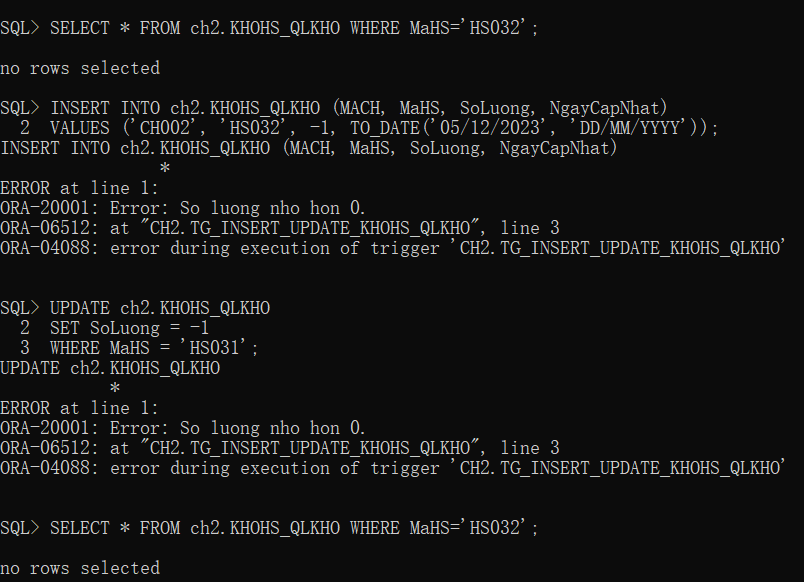 SQL> SELECT * FROM ch2.KHOHS_QLKHO WHERE MaHS='HS032';
no rows selected
SQL> INSERT INTO ch2.KHOHS_QLKHO (MACH, MaHS, SoLuong, NgayCapNhat)
  2  VALUES ('CH002', 'HS032', -1, TO_DATE('05/12/2023', 'DD/MM/YYYY'));
INSERT INTO ch2.KHOHS_QLKHO (MACH, MaHS, SoLuong, NgayCapNhat)
                *
ERROR at line 1:
ORA-20001: Error: So luong nho hon 0.
ORA-06512: at "CH2.TG_INSERT_UPDATE_KHOHS_QLKHO", line 3
ORA-04088: error during execution of trigger 'CH2.TG_INSERT_UPDATE_KHOHS_QLKHO'
SQL> UPDATE ch2.KHOHS_QLKHO
  2  SET SoLuong = -1
  3  WHERE MaHS = 'HS031';
UPDATE ch2.KHOHS_QLKHO
           *
ERROR at line 1:
ORA-20001: Error: So luong nho hon 0.
ORA-06512: at "CH2.TG_INSERT_UPDATE_KHOHS_QLKHO", line 3
ORA-04088: error during execution of trigger 'CH2.TG_INSERT_UPDATE_KHOHS_QLKHO'
SQL> SELECT * FROM ch2.KHOHS_QLKHO WHERE MaHS='HS032';
no rows selected